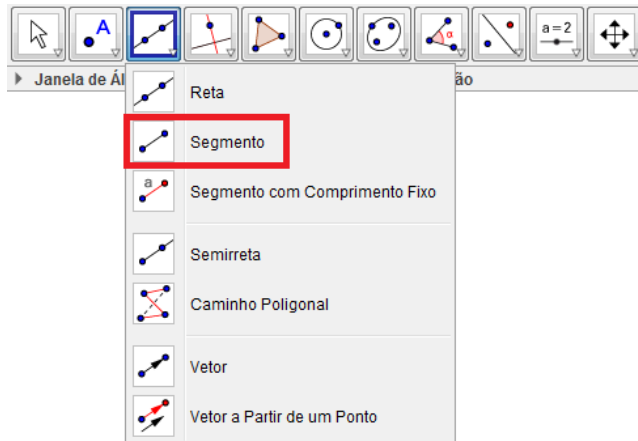 A
α
a=2
Janela de Ál
ão
Reta
Segmento
a
Segmento com Comprimento Fixo
Semirreta
Caminho Poligonal
Vetor
Vetor a Partir de um Ponto